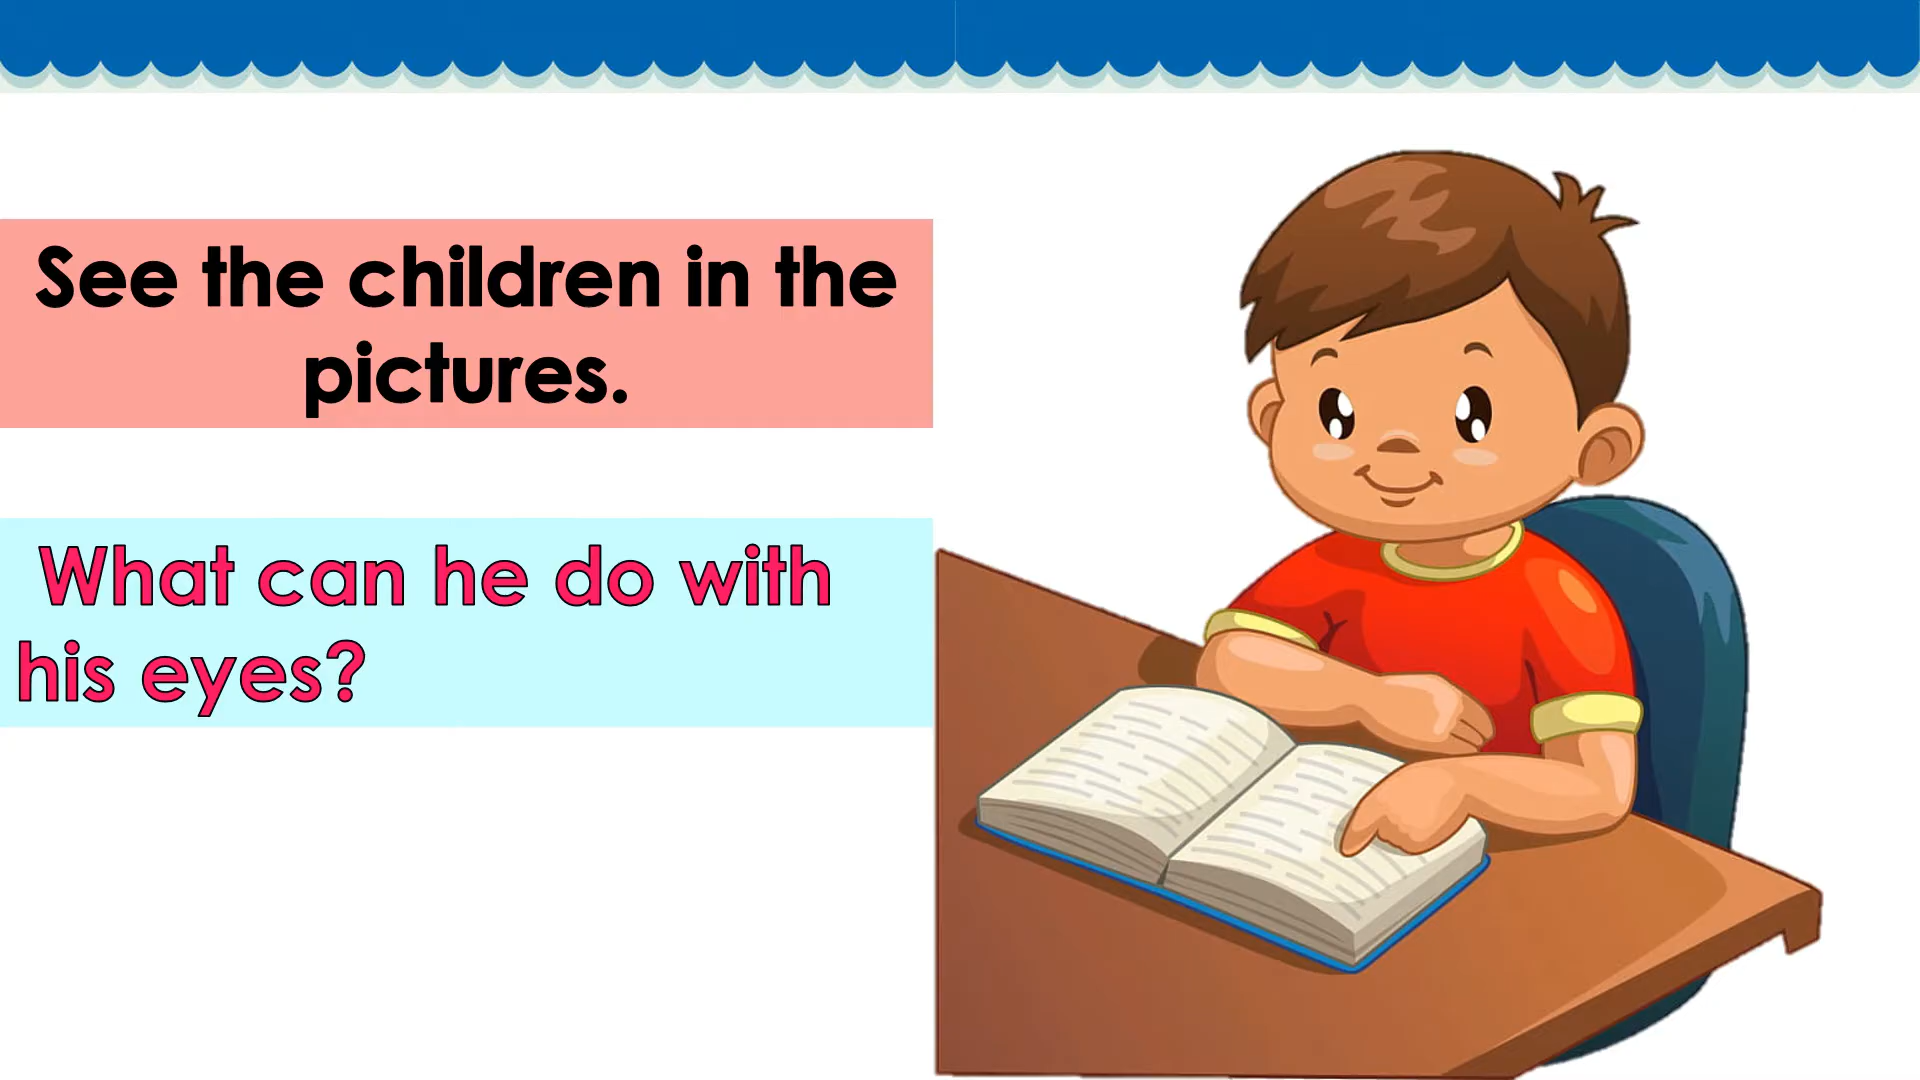 See the children in the
pictures.
What can he do with
his eyes?